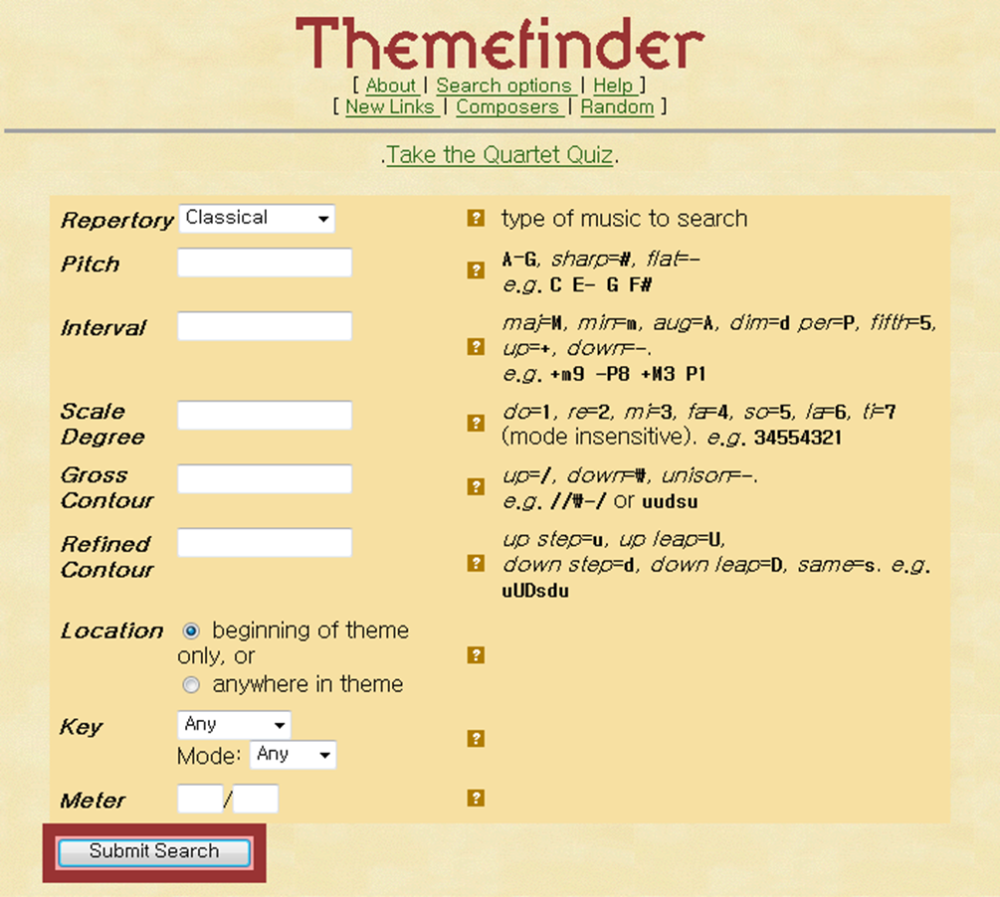 Themefinder
[ About | Search options | Help ]
[ New Links | Composers | Random ]
.Take the Quartet Quiz.
Repertory Classical ? type of music to search
Pitch ? A-G, sharp=#, flat=-
e.g. C E- G F#
Interval ? maj=M, min=m, aug=A, dim=d per=P, fifth=5,
up=+, down=-.
e.g. +m9 -P8 +M3 P1
Scale
Degree ? do=1, re=2, mi=3, fa=4, so=5, la=6, ti=7
(mode insensitive). e.g. 34554321
Gross
Contour ? up=/, down=₩, unison=-.
e.g. //₩-/ or uudsu
Refined
Contour ? up step=u, up leap=U,
down step=d, down leap=D, same=s. e.g.
uUDsdu
Location beginning of theme
only, or ?
anywhere in theme
Key Any ?
Mode: Any
Meter / ?
Submit Search